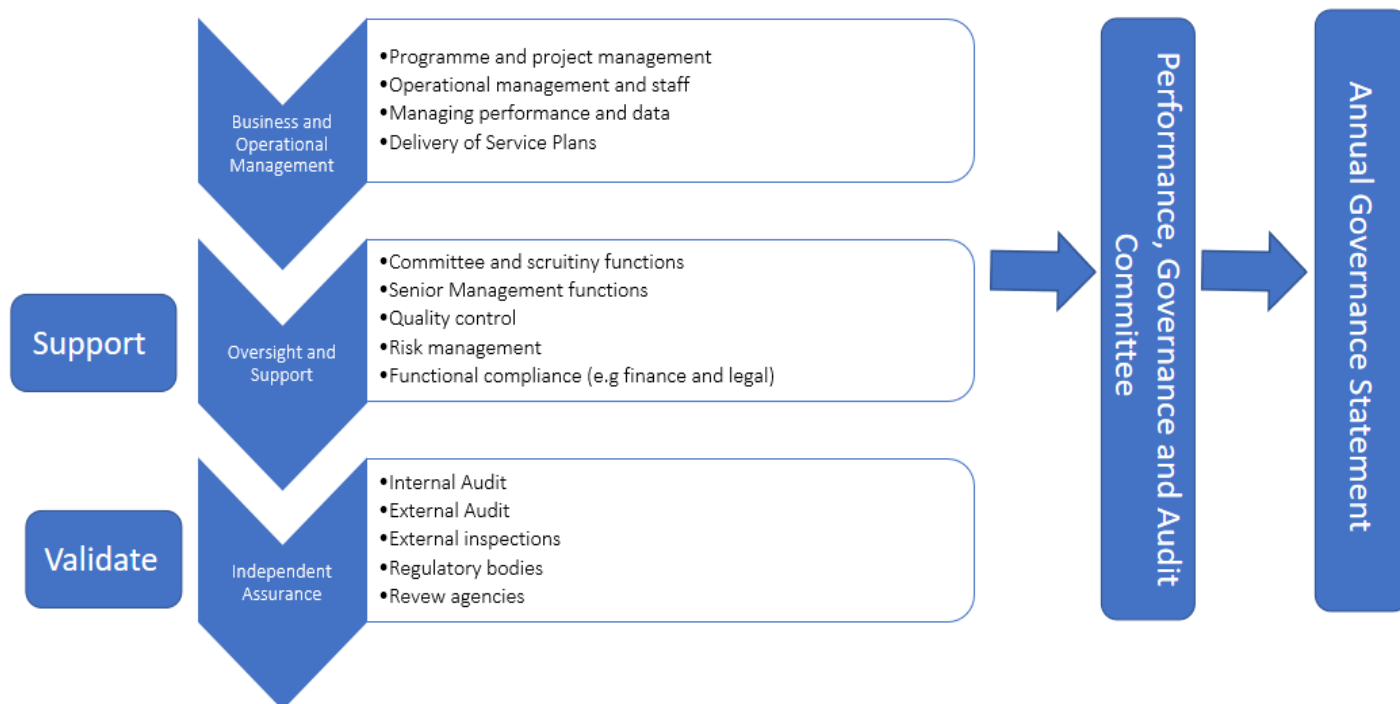 Business and
Operational
Management
•Programme and project management
•Operational management and staff
•Managing performance and data
•Delivery of Service Plans
Support
Oversight and
Support
•Committee and scruitiny functions
•Senior Management functions
•Quality control
•Risk management
•Functional compliance (e.g finance and legal)
Validate
Independent
Assurance
•Internal Audit
•External Audit
•External inspections
•Regulatory bodies
•Revew agencies
Performance, Governance and Audit
Committee
Annual Governance Statement